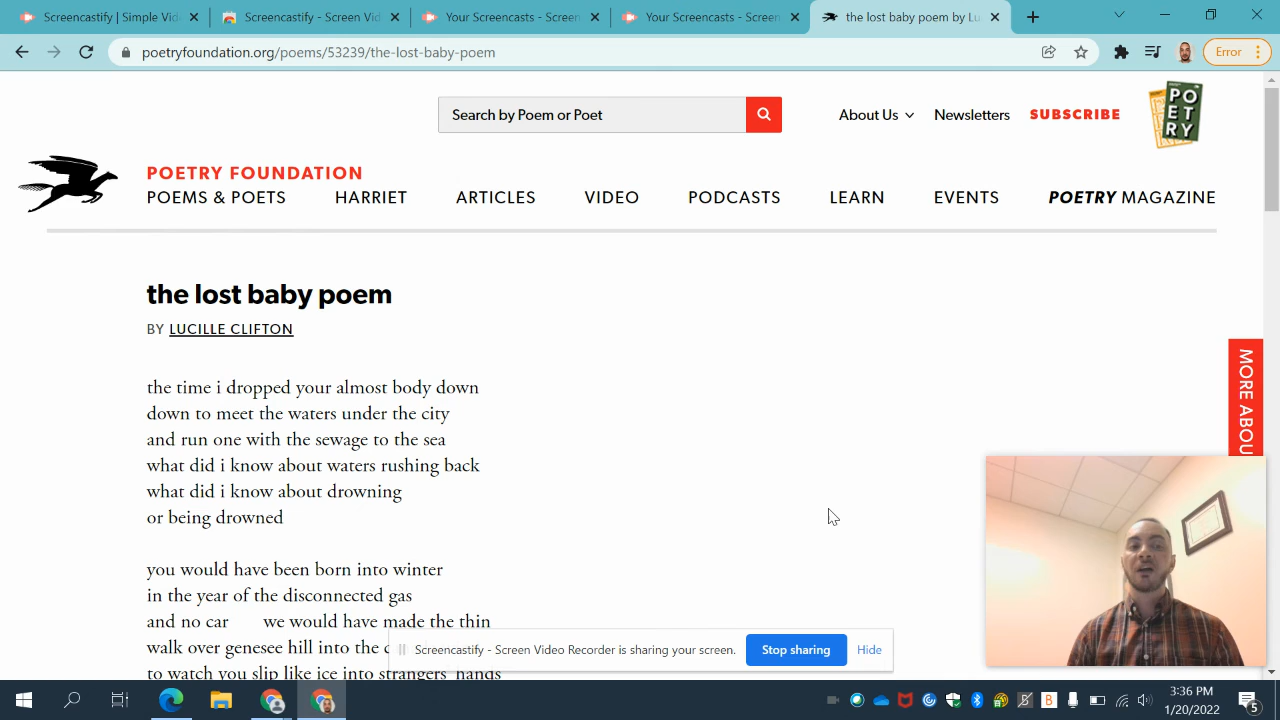 Screencastify | Simple Vid
Screencastify - Screen Vid
Your Screencasts - Screen
Your Screencasts - Screen
the lost baby poem by Lu
poetryfoundation.org/poems/53239/the-lost-baby-poem
Error
Search by Poem or Poet
About Us
Newsletters
SUBSCRIBE
PO
ET
RY
POETRY FOUNDATION
POEMS & POETS
HARRIET
ARTICLES
VIDEO
PODCASTS
LEARN
EVENTS
POETRY MAGAZINE
the lost baby poem
BY LUCILLE CLIFTON
MORE ABOU
the time i dropped your almost body down
down to meet the waters under the city
and run one with the sewage to the sea
what did i know about waters rushing back
what did i know about drowning
or being drowned
you would have been born into winter
in the year of the disconnected gas
and no car we would have made the thin
walk over genesee hill into the
to watch you slip like ice into strangers' hands
Screencastify - Screen Video Recorder is sharing your screen.
Stop sharing
Hide
3:36 PM
1/20/2022
5